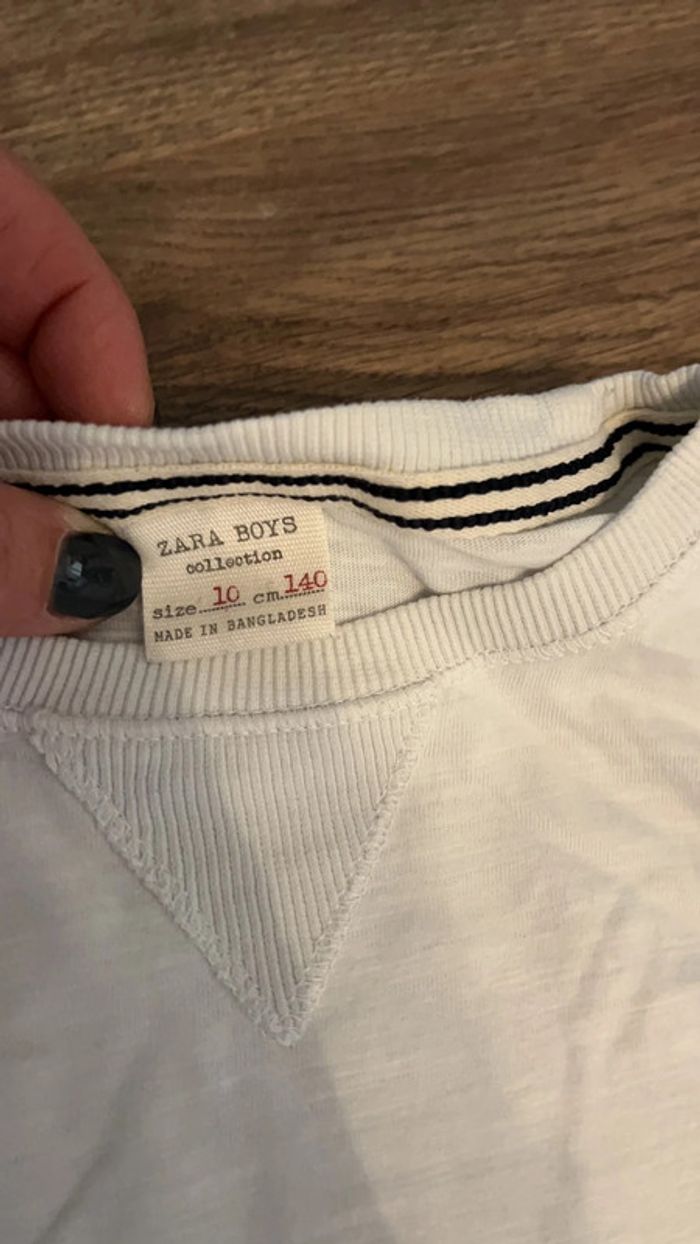 ZARA BOYS
collection
size 10 cm 140
MADE IN BANGLADESH